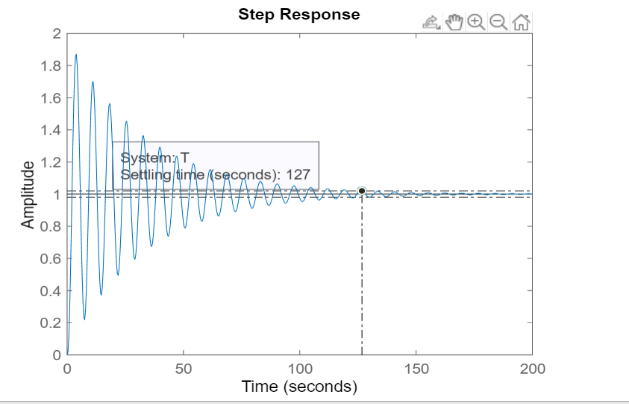 Step Response
2
1.8
1.6
1.4
1.2
1
0.8
0.6
0.4
0.2
0
Amplitude
System: T
Settling time (seconds): 127
0 50 100 150 200
Time (seconds)